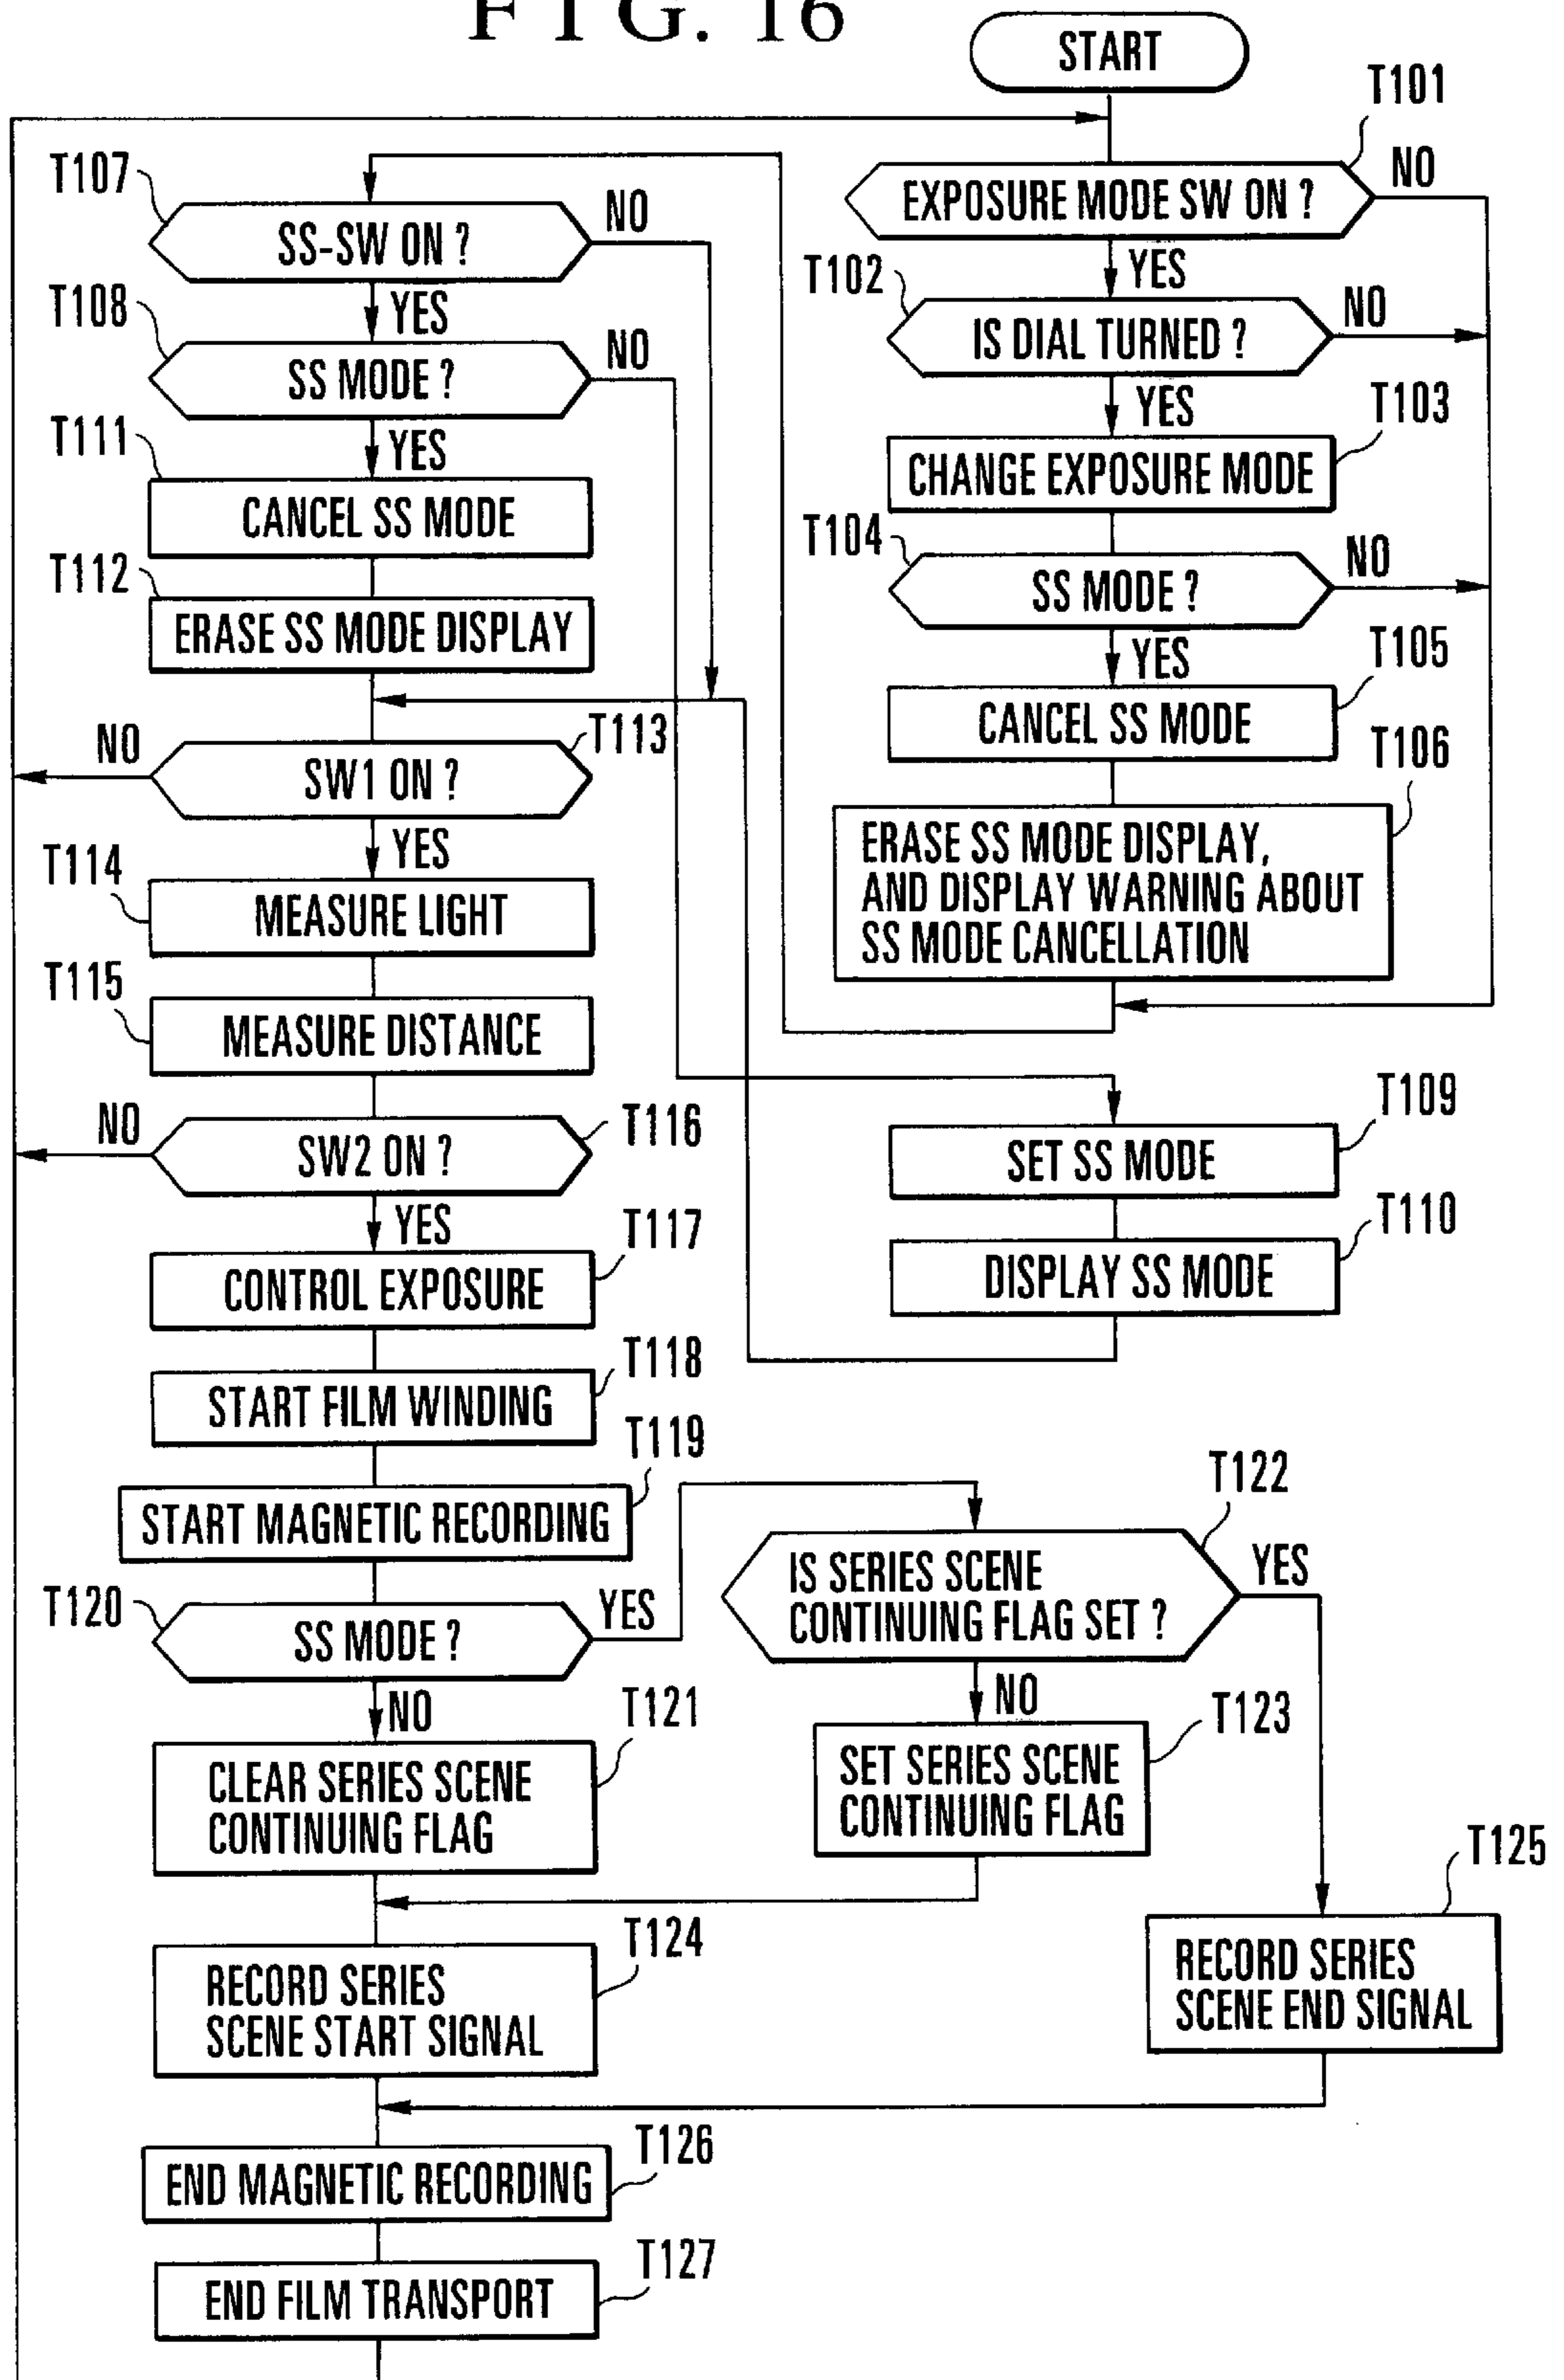 FIG. 16
START
T101
EXPOSURE MODE SW ON ?
NO
YES
T102
IS DIAL TURNED ?
NO
YES
T103
CHANGE EXPOSURE MODE
T104
SS MODE ?
NO
YES
T105
CANCEL SS MODE
T106
ERASE SS MODE DISPLAY,
AND DISPLAY WARNING ABOUT
SS MODE CANCELLATION
T107
SS-SW ON ?
NO
YES
T108
SS MODE ?
NO
YES
T111
CANCEL SS MODE
T112
ERASE SS MODE DISPLAY
T113
NO
SW1 ON ?
YES
T114
MEASURE LIGHT
T115
MEASURE DISTANCE
T116
NO
SW2 ON ?
YES
T109
SET SS MODE
T110
DISPLAY SS MODE
T117
CONTROL EXPOSURE
T118
START FILM WINDING
T119
START MAGNETIC RECORDING
T120
SS MODE ?
YES
NO
T122
IS SERIES SCENE
CONTINUING FLAG SET ?
YES
NO
T121
CLEAR SERIES SCENE
CONTINUING FLAG
T123
SET SERIES SCENE
CONTINUING FLAG
T124
RECORD SERIES
SCENE START SIGNAL
T125
RECORD SERIES
SCENE END SIGNAL
T126
END MAGNETIC RECORDING
T127
END FILM TRANSPORT